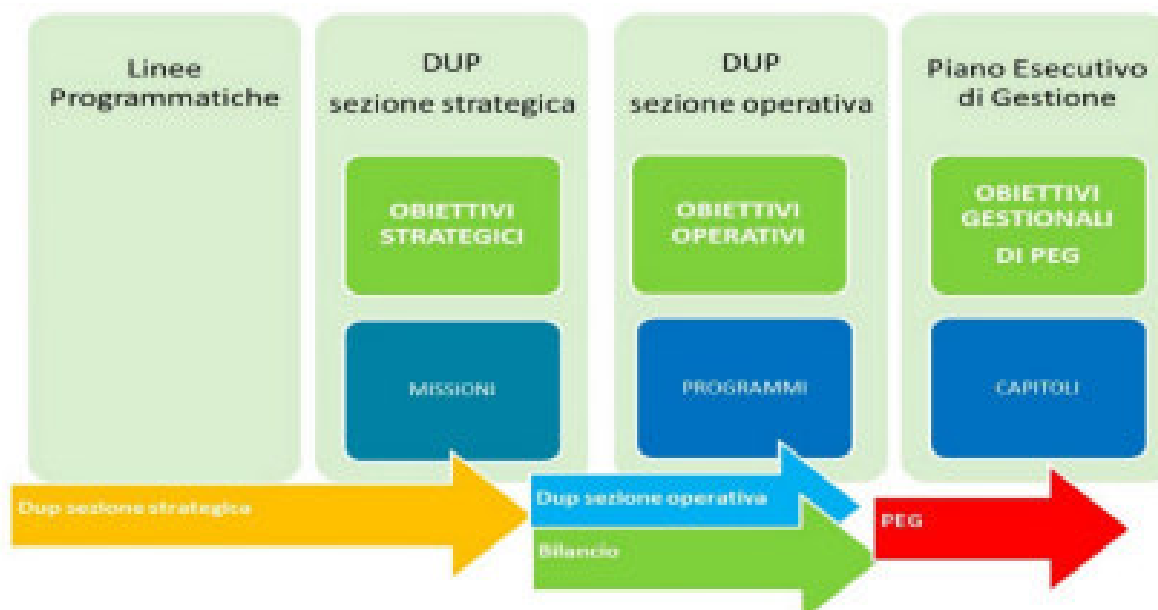 Linee
Programmatiche
DUP
sezione strategica
OBIETTIVI
STRATEGICI
MISSIONI
DUP
sezione operativa
OBIETTIVI
OPERATIVI
PROGRAMMI
Piano Esecutivo
di Gestione
OBIETTIVI
GESTIONALI
DI PEG
CAPITOLI
Dup sezione strategica
Dup sezione operativa
Bilancio
PEG